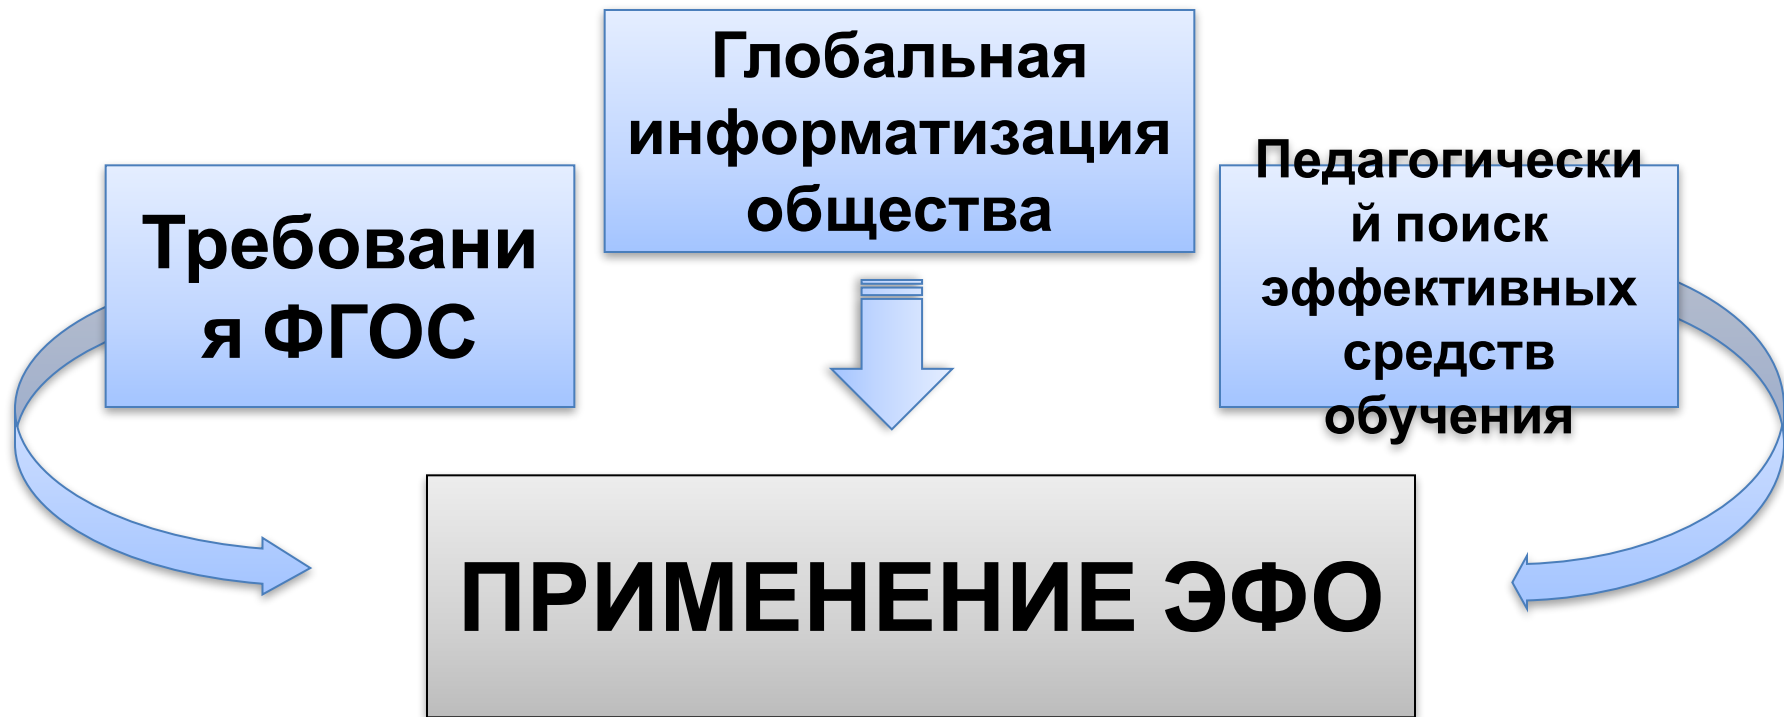 Глобальная
информатизация
общества
Требовани
я ФГОС
Педагогически
й поиск
эффективных
средств
обучения
ПРИМЕНЕНИЕ ЭФО